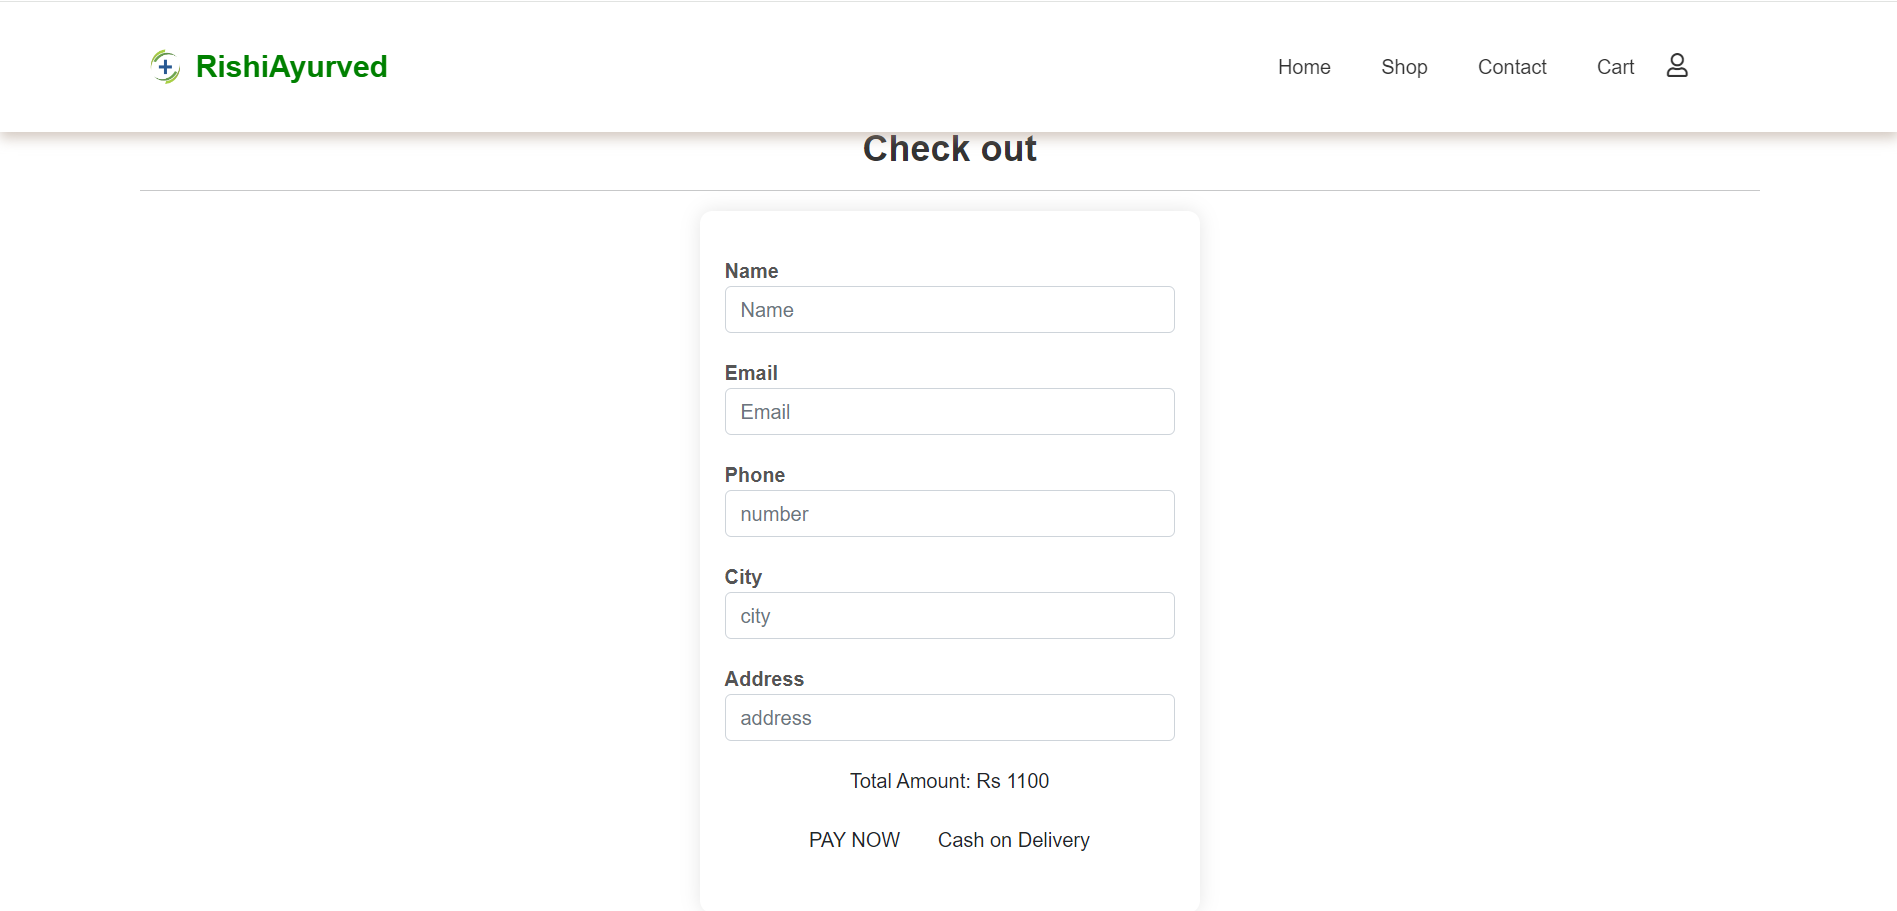 RishiAyurved
Home Shop Contact Cart
Check out
Name
Name
Email
Email
Phone
number
City
city
Address
address
Total Amount: Rs 1100
PAY NOW Cash on Delivery